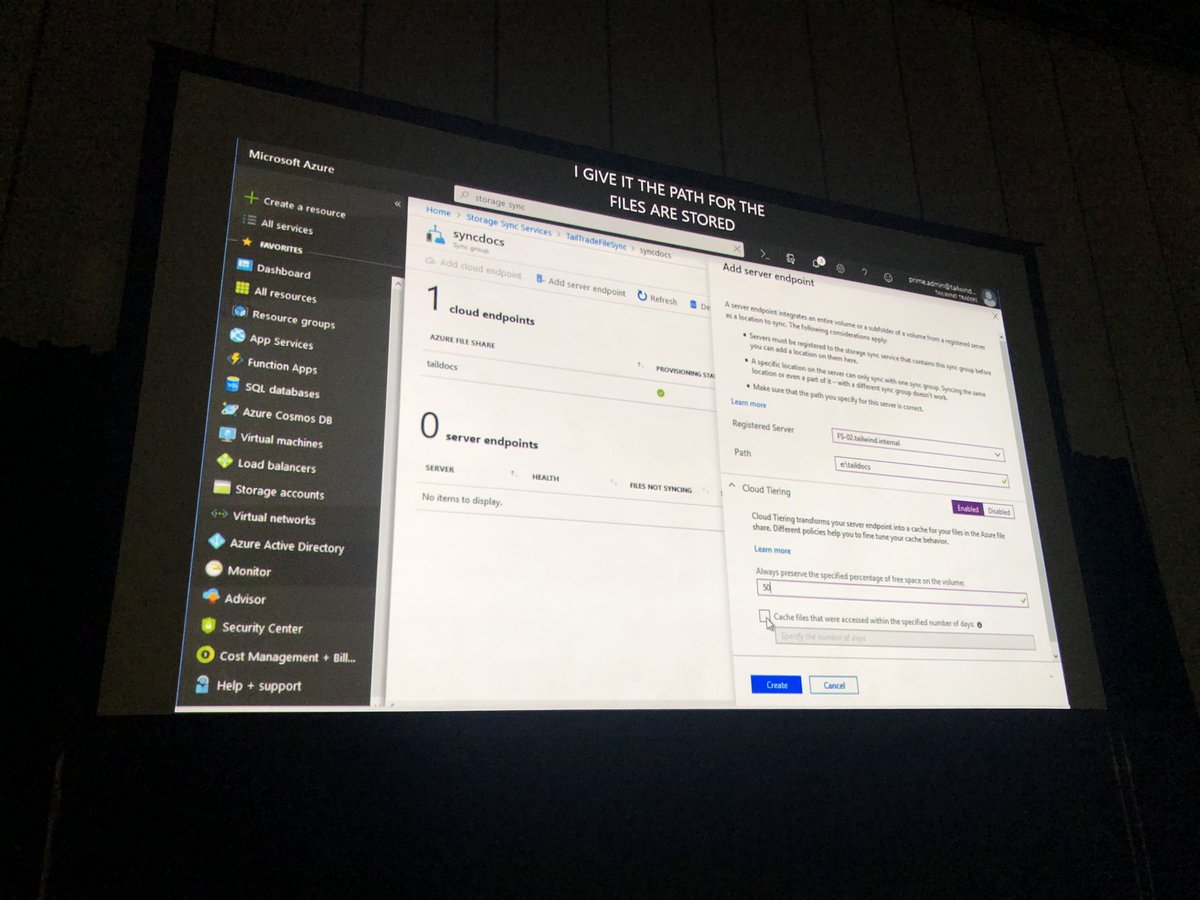 I GIVE IT THE PATH FOR THE
FILES ARE STORED
Microsoft Azure
storage sync
prime.admin@tailwind...
TAILWIND TRADERS
Create a resource
All services
FAVORITES
Dashboard
All resources
Resource groups
App Services
Function Apps
SQL databases
Azure Cosmos DB
Virtual machines
Load balancers
Storage accounts
Virtual networks
Azure Active Directory
Monitor
Advisor
Security Center
Cost Management + Bill...
Help + support
Home > Storage Sync Services > TailTradeFileSync > syncdocs
syncdocs
Sync group
Add cloud endpoint Add server endpoint Refresh De
1 cloud endpoints
AZURE FILE SHARE PROVISIONING STA
taildocs
0 server endpoints
SERVER HEALTH FILES NOT SYNCING
No items to display.
Add server endpoint
A server endpoint integrates an entire volume or a subfolder of a volume from a registered server
as a location to sync. The following considerations apply:
• Servers must be registered to the storage sync service that contains this sync group before
you can add a location on them here.
• A specific location on the server can only sync with one sync group. Syncing the same
location or even a part of it – with a different sync group doesn't work.
• Make sure that the path you specify for this server is correct.
Learn more
Registered Server
FS-02.tailwind.internal
Path
e:\taildocs
Cloud Tiering
Enabled Disabled
Cloud Tiering transforms your server endpoint into a cache for your files in the Azure file
share. Different policies help you to fine tune your cache behavior.
Learn more
Always preserve the specified percentage of free space on the volume:
50
Cache files that were accessed within the specified number of days:
Specify the number of days
Create Cancel